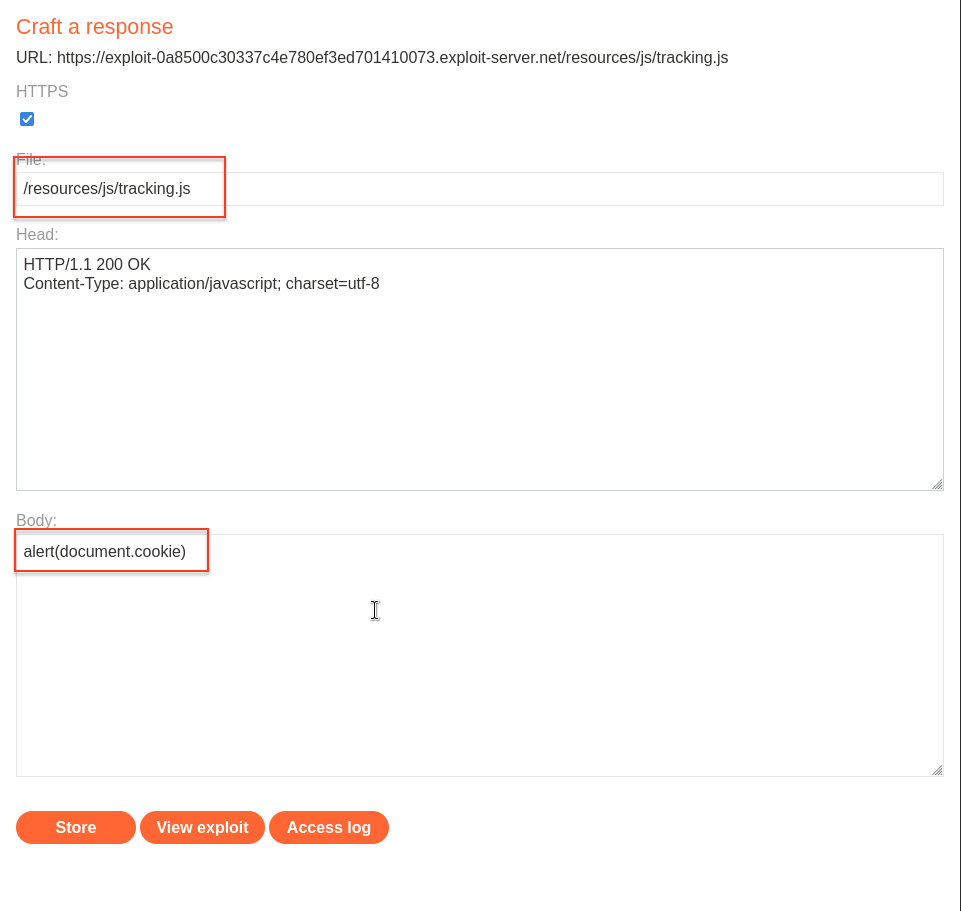 Craft a response
URL: https://exploit-0a8500c30337c4e780ef3ed701410073.exploit-server.net/resources/js/tracking.js
HTTPS
File:
/resources/js/tracking.js
Head:
HTTP/1.1 200 OK
Content-Type: application/javascript; charset=utf-8
Body:
alert(document.cookie)
Store View exploit Access log